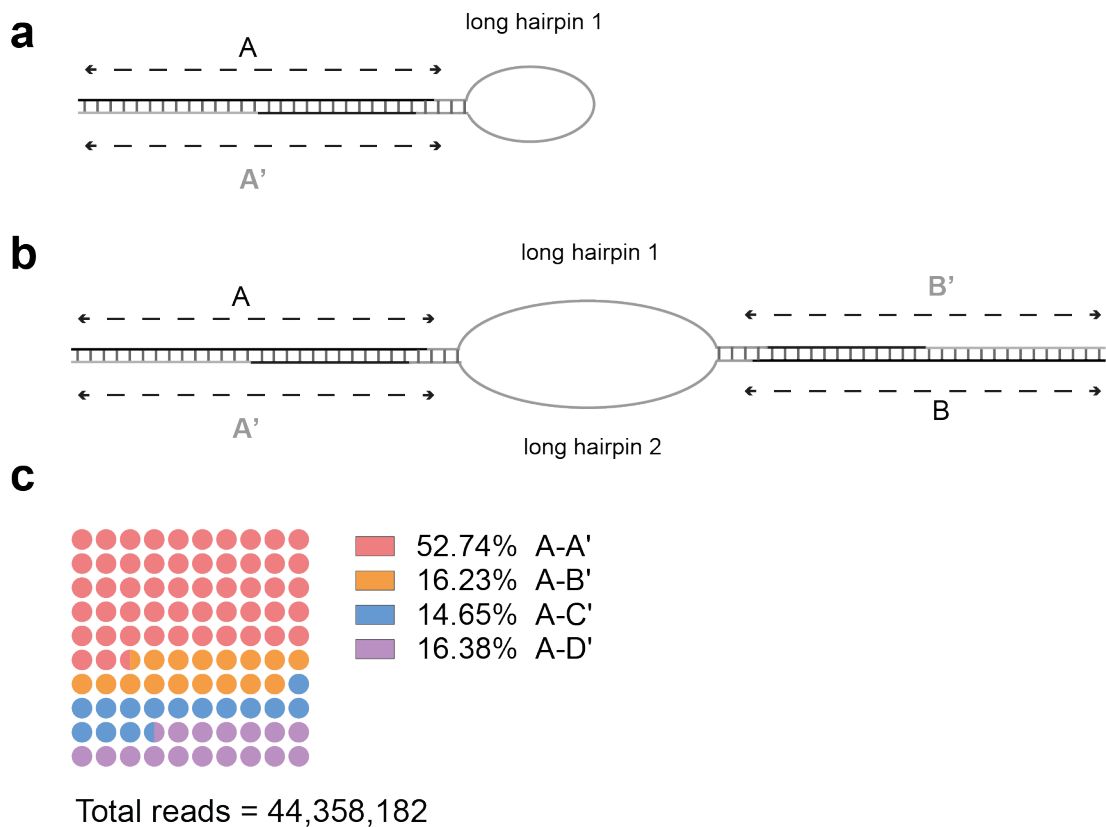 a
long hairpin 1
A
A’
b
long hairpin 1
A
B’
A’
B
long hairpin 2
c
52.74% A-A'
16.23% A-B'
14.65% A-C'
16.38% A-D'
Total reads = 44,358,182